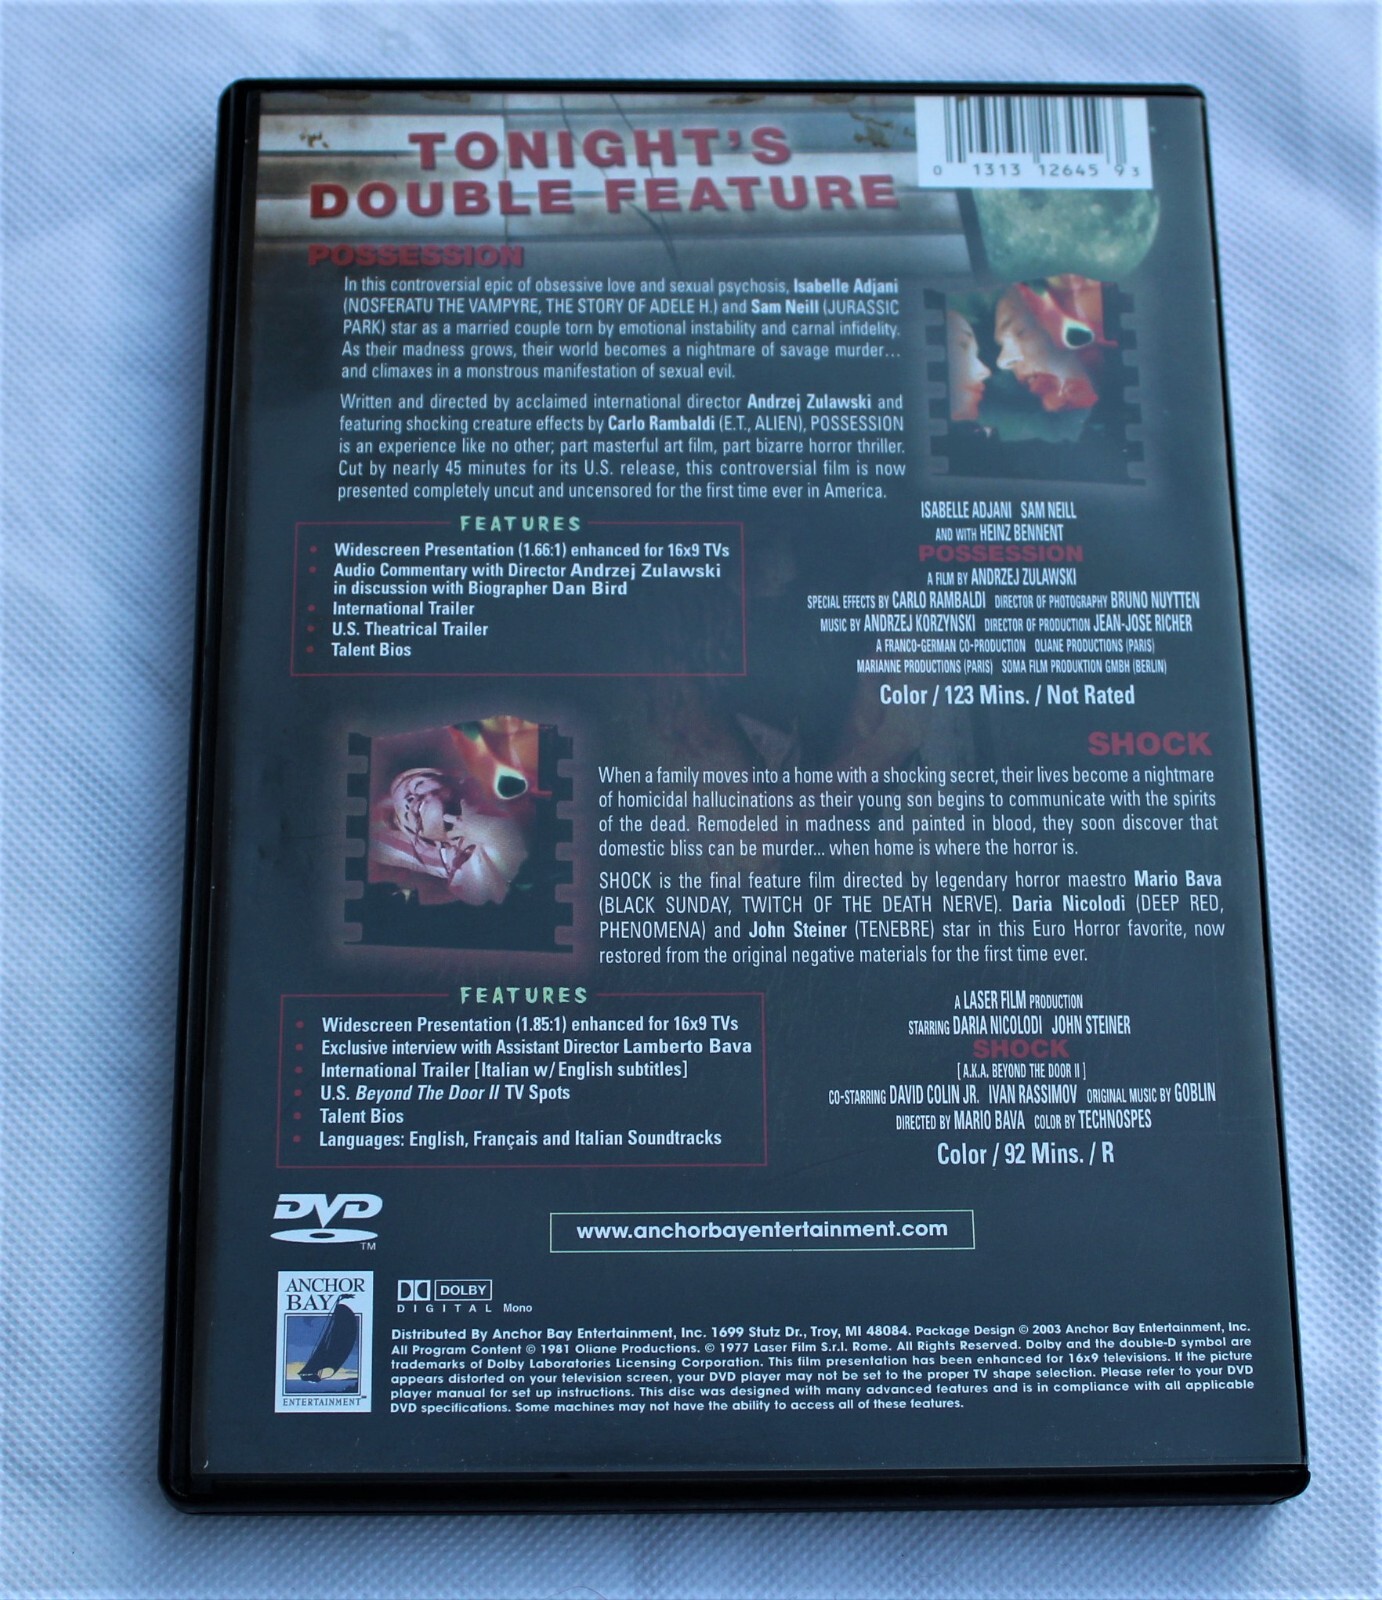 TONIGHT'S
DOUBLE FEATURE
0 1313 12645 9 3
POSSESSION
In this controversial epic of obsessive love and sexual psychosis, Isabelle Adjani
(NOSFERATU THE VAMPYRE, THE STORY OF ADELE H.) and Sam Neill (JURASSIC
PARK) star as a married couple torn by emotional instability and carnal infidelity.
As their madness grows, their world becomes a nightmare of savage murder...
and climaxes in a monstrous manifestation of sexual evil.
Written and directed by acclaimed international director Andrzej Zulawski and
featuring shocking creature effects by Carlo Rambaldi (E.T., ALIEN), POSSESSION
is an experience like no other; part masterful art film, part bizarre horror thriller.
Cut by nearly 45 minutes for its U.S. release, this controversial film is now
presented completely uncut and uncensored for the first time ever in America.
FEATURES
• Widescreen Presentation (1.66:1) enhanced for 16x9 TVs
• Audio Commentary with Director Andrzej Zulawski
in discussion with Biographer Dan Bird
• International Trailer
• U.S. Theatrical Trailer
• Talent Bios
ISABELLE ADJANI SAM NEILL
AND WITH HEINZ BENNENT
POSSESSION
A FILM BY ANDRZEJ ZULAWSKI
SPECIAL EFFECTS BY CARLO RAMBALDI DIRECTOR OF PHOTOGRAPHY BRUNO NUYTTEN
MUSIC BY ANDRZEJ KORZYNSKI DIRECTOR OF PRODUCTION JEAN-JOSE RICHER
A FRANCO-GERMAN CO-PRODUCTION OLIANE PRODUCTIONS (PARIS)
MARIANNE PRODUCTIONS (PARIS) SOMA FILM PRODUKTION GMBH (BERLIN)
Color / 123 Mins. / Not Rated
SHOCK
When a family moves into a home with a shocking secret, their lives become a nightmare
of homicidal hallucinations as their young son begins to communicate with the spirits
of the dead. Remodeled in madness and painted in blood, they soon discover that
domestic bliss can be murder... when home is where the horror is.
SHOCK is the final feature film directed by legendary horror maestro Mario Bava
(BLACK SUNDAY, TWITCH OF THE DEATH NERVE). Daria Nicolodi (DEEP RED,
PHENOMENA) and John Steiner (TENEBRE) star in this Euro Horror favorite, now
restored from the original negative materials for the first time ever.
FEATURES
• Widescreen Presentation (1.85:1) enhanced for 16x9 TVs
• Exclusive interview with Assistant Director Lamberto Bava
• International Trailer [Italian w/English subtitles]
• U.S. Beyond The Door II TV Spots
• Talent Bios
• Languages: English, Français and Italian Soundtracks
A LASER FILM PRODUCTION
STARRING DARIA NICOLODI JOHN STEINER
SHOCK
[A.K.A. BEYOND THE DOOR II]
CO-STARRING DAVID COLIN JR. IVAN RASSIMOV ORIGINAL MUSIC BY GOBLIN
DIRECTED BY MARIO BAVA COLOR BY TECHNOSPES
Color / 92 Mins. / R
DVD
TM
www.anchorbayentertainment.com
ANCHOR
BAY
ENTERTAINMENT
DOLBY
DIGITAL Mono
Distributed By Anchor Bay Entertainment, Inc. 1699 Stutz Dr., Troy, MI 48084. Package Design © 2003 Anchor Bay Entertainment, Inc.
All Program Content © 1981 Oliane Productions. © 1977 Laser Film S.r.l. Rome. All Rights Reserved. Dolby and the double-D symbol are
trademarks of Dolby Laboratories Licensing Corporation. This film presentation has been enhanced for 16x9 televisions. If the picture
appears distorted on your television screen, your DVD player may not be set to the proper TV shape selection. Please refer to your DVD
player manual for set up instructions. This disc was designed with many advanced features and is in compliance with all applicable
DVD specifications. Some machines may not have the ability to access all of these features.